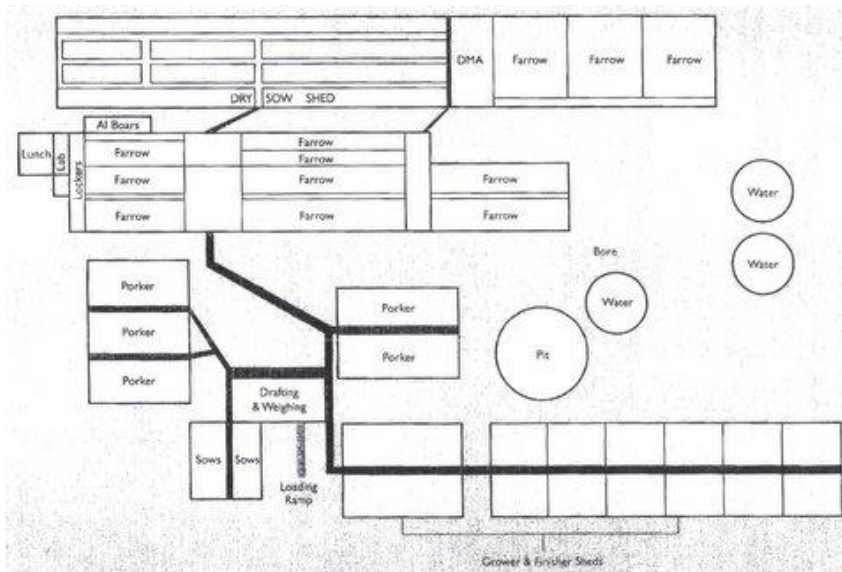 DMA
Farrow
Farrow
Farrow
DRY SOW SHED
AI Boars
Lunch
Lab
Lockers
Farrow
Farrow
Farrow
Farrow
Farrow
Farrow
Farrow
Farrow
Farrow
Water
Water
Bore
Water
Pit
Porker
Porker
Porker
Porker
Porker
Drafting
& Weighing
Sows
Sows
Loading
Ramp
Grower & Finisher Sheds